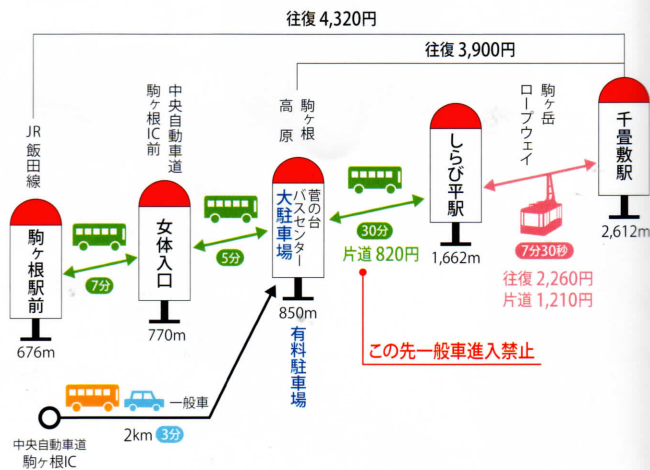 往復 4,320円
往復 3,900円
JR 飯田線
中央自動車道
駒ヶ根IC前
駒ヶ根
高原
駒ヶ岳
ロープウェイ
駒ヶ根駅前
676m
7分
女体入口
770m
5分
菅の台
バスセンター
大駐車場
850m
有料駐車場
30分
片道 820円
しらび平駅
1,662m
7分30秒
往復 2,260円
片道 1,210円
千畳敷駅
2,612m
この先一般車進入禁止
一般車
2km 3分
中央自動車道
駒ヶ根IC